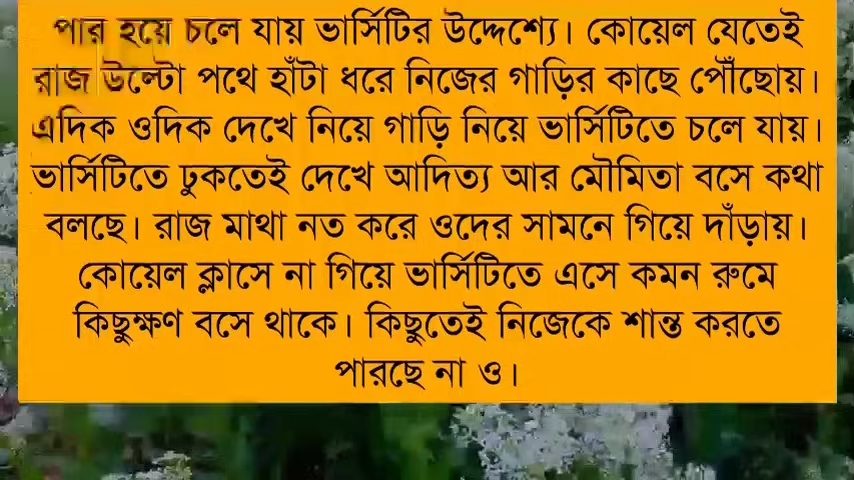 পার হয়ে চলে যায় ভার্সিটির উদ্দেশ্যে। কোয়েল যেতেই
রাজ উল্টো পথে হাঁটা ধরে নিজের গাড়ির কাছে পৌঁছোয়।
এদিক ওদিক দেখে নিয়ে গাড়ি নিয়ে ভার্সিটিতে চলে যায়।
ভার্সিটিতে ঢুকতেই দেখে আদিত্য আর মৌমিতা বসে কথা
বলছে। রাজ মাথা নত করে ওদের সামনে গিয়ে দাঁড়ায়।
কোয়েল ক্লাসে না গিয়ে ভার্সিটিতে এসে কমন রুমে
কিছুক্ষণ বসে থাকে। কিছুতেই নিজেকে শান্ত করতে
পারছে না ও।